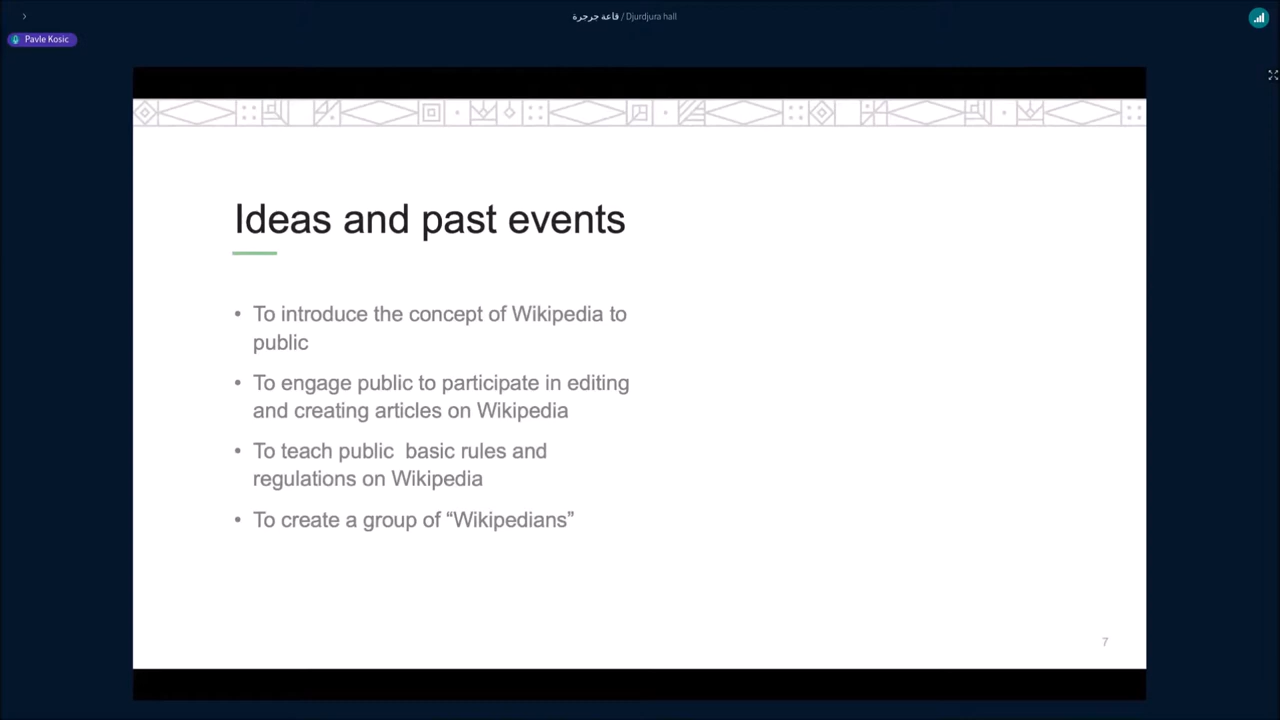 قاعة جرجرة / Djurdjura hall
Pavle Kosic
Ideas and past events
• To introduce the concept of Wikipedia to
public
• To engage public to participate in editing
and creating articles on Wikipedia
• To teach public  basic rules and
regulations on Wikipedia
• To create a group of “Wikipedians”
7